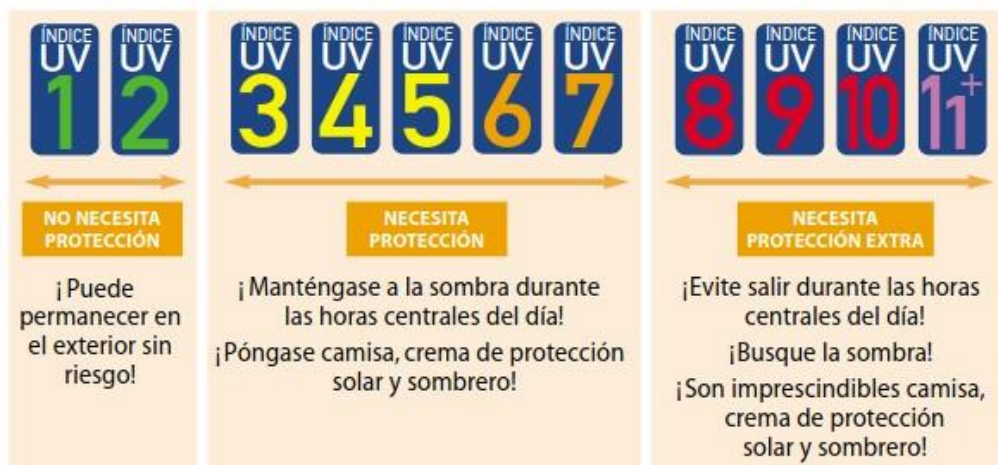 ÍNDICE
UV
1
ÍNDICE
UV
2
NO NECESITA
PROTECCIÓN
¡Puede
permanecer en
el exterior sin
riesgo!
ÍNDICE
UV
3
ÍNDICE
UV
4
ÍNDICE
UV
5
ÍNDICE
UV
6
ÍNDICE
UV
7
NECESITA
PROTECCIÓN
¡Manténgase a la sombra durante
las horas centrales del día!
¡Póngase camisa, crema de protección
solar y sombrero!
ÍNDICE
UV
8
ÍNDICE
UV
9
ÍNDICE
UV
10
ÍNDICE
UV
11+
NECESITA
PROTECCIÓN EXTRA
¡Evite salir durante las horas
centrales del día!
¡Busque la sombra!
¡Son imprescindibles camisa,
crema de protección
solar y sombrero!